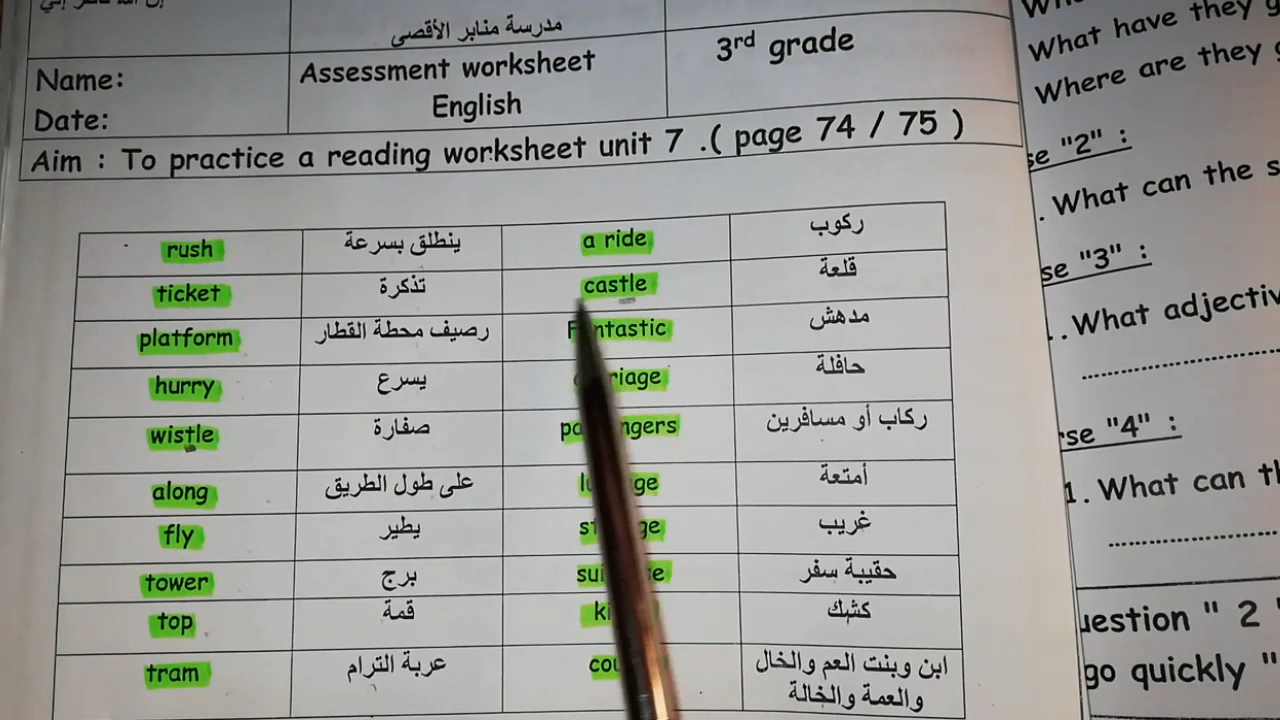 مدرسة منابر الأقصى
Name:
Date:
Assessment worksheet
English
3rd grade
Aim : To practice a reading worksheet unit 7 .( page 74 / 75 )
rush ينطلق بسرعة a ride ركوب
ticket تذكرة castle قلعة
platform رصيف محطة القطار مدهش
hurry يسرع حافلة
wistle صفارة ركاب أو مسافرين
along على طول الطريق أمتعة
fly يطير غريب
tower برج حقيبة سفر
top قمة كشك
tram عربة الترام ابن وبنت العم والخال
والعمة والخالة
What have they
Where are they
"2" :
. What can the
"3" :
. What adjectiv
"4" :
1. What can
uestion " 2 "
go quickly "